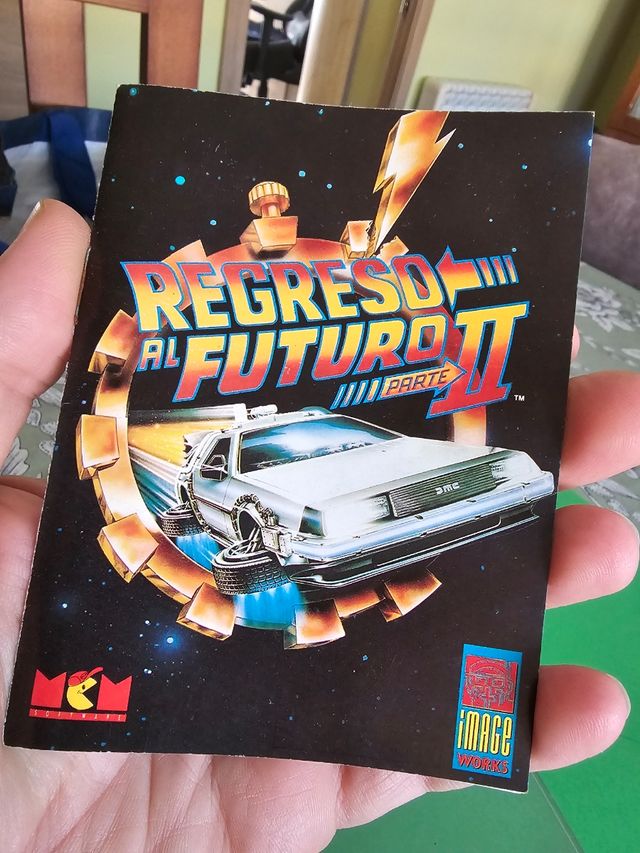 REGRESO
AL FUTURO
PARTE II
™
DMC
MCM
SOFTWARE
iMAGE
WORKS